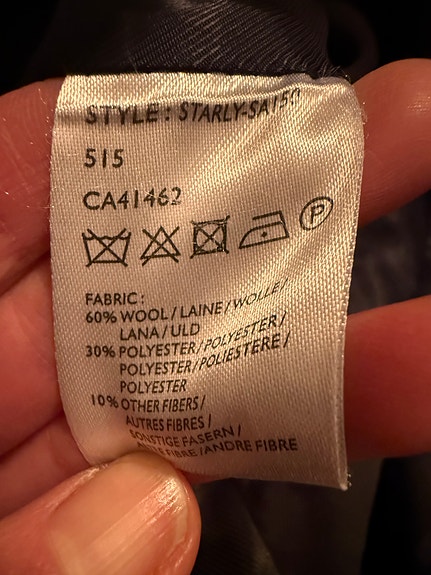 STYLE: STARLY-SA150
515
CA41462
P
FABRIC:
60% WOOL/LAINE/WOLLE/
LANA/ULD
30% POLYESTER/POLYESTER/
POLYESTER/POLIESTERE/
POLYESTER
10% OTHER FIBERS/
AUTRES FIBRES/
SONSTIGE FASERN/
FIBRE/ANDRE FIBRE